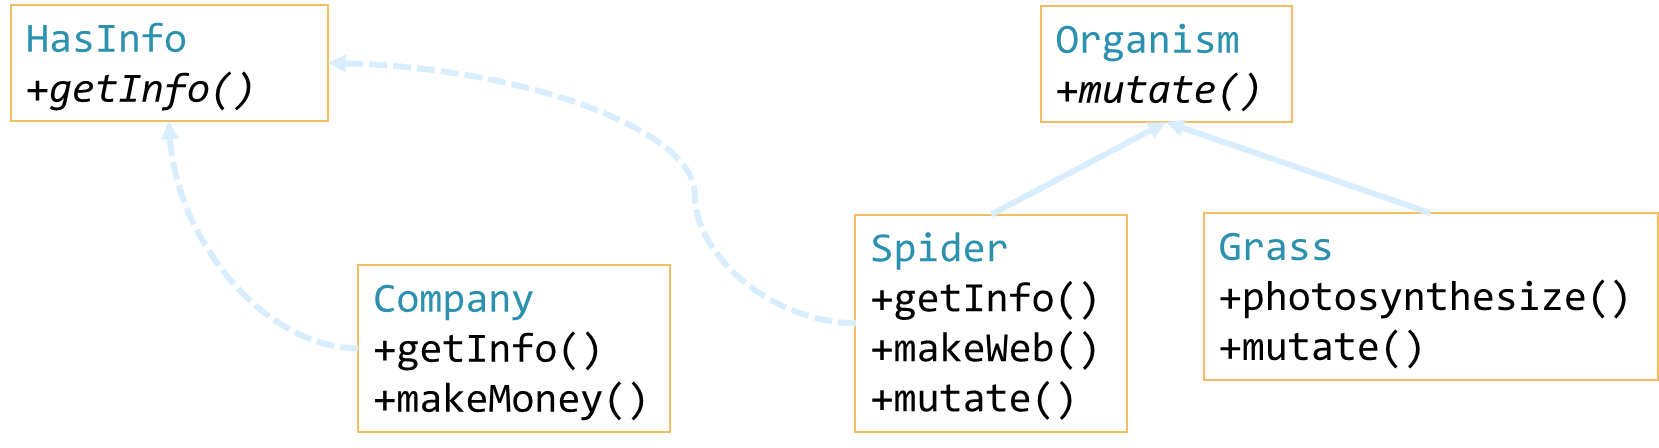 HasInfo
+getInfo()
Organism
+mutate()
Company
+getInfo()
+makeMoney()
Spider
+getInfo()
+makeWeb()
+mutate()
Grass
+photosynthesize()
+mutate()